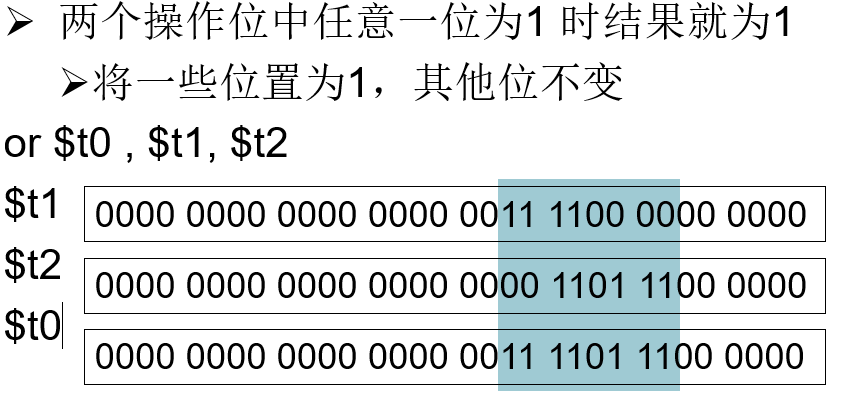 ➢ 两个操作位中任意一位为1 时结果就为1
➢将一些位置为1，其他位不变
or $t0 , $t1, $t2
$t1 0000 0000 0000 0000 0011 1100 0000 0000
$t2 0000 0000 0000 0000 0000 1101 1100 0000
$t0 0000 0000 0000 0000 0011 1101 1100 0000